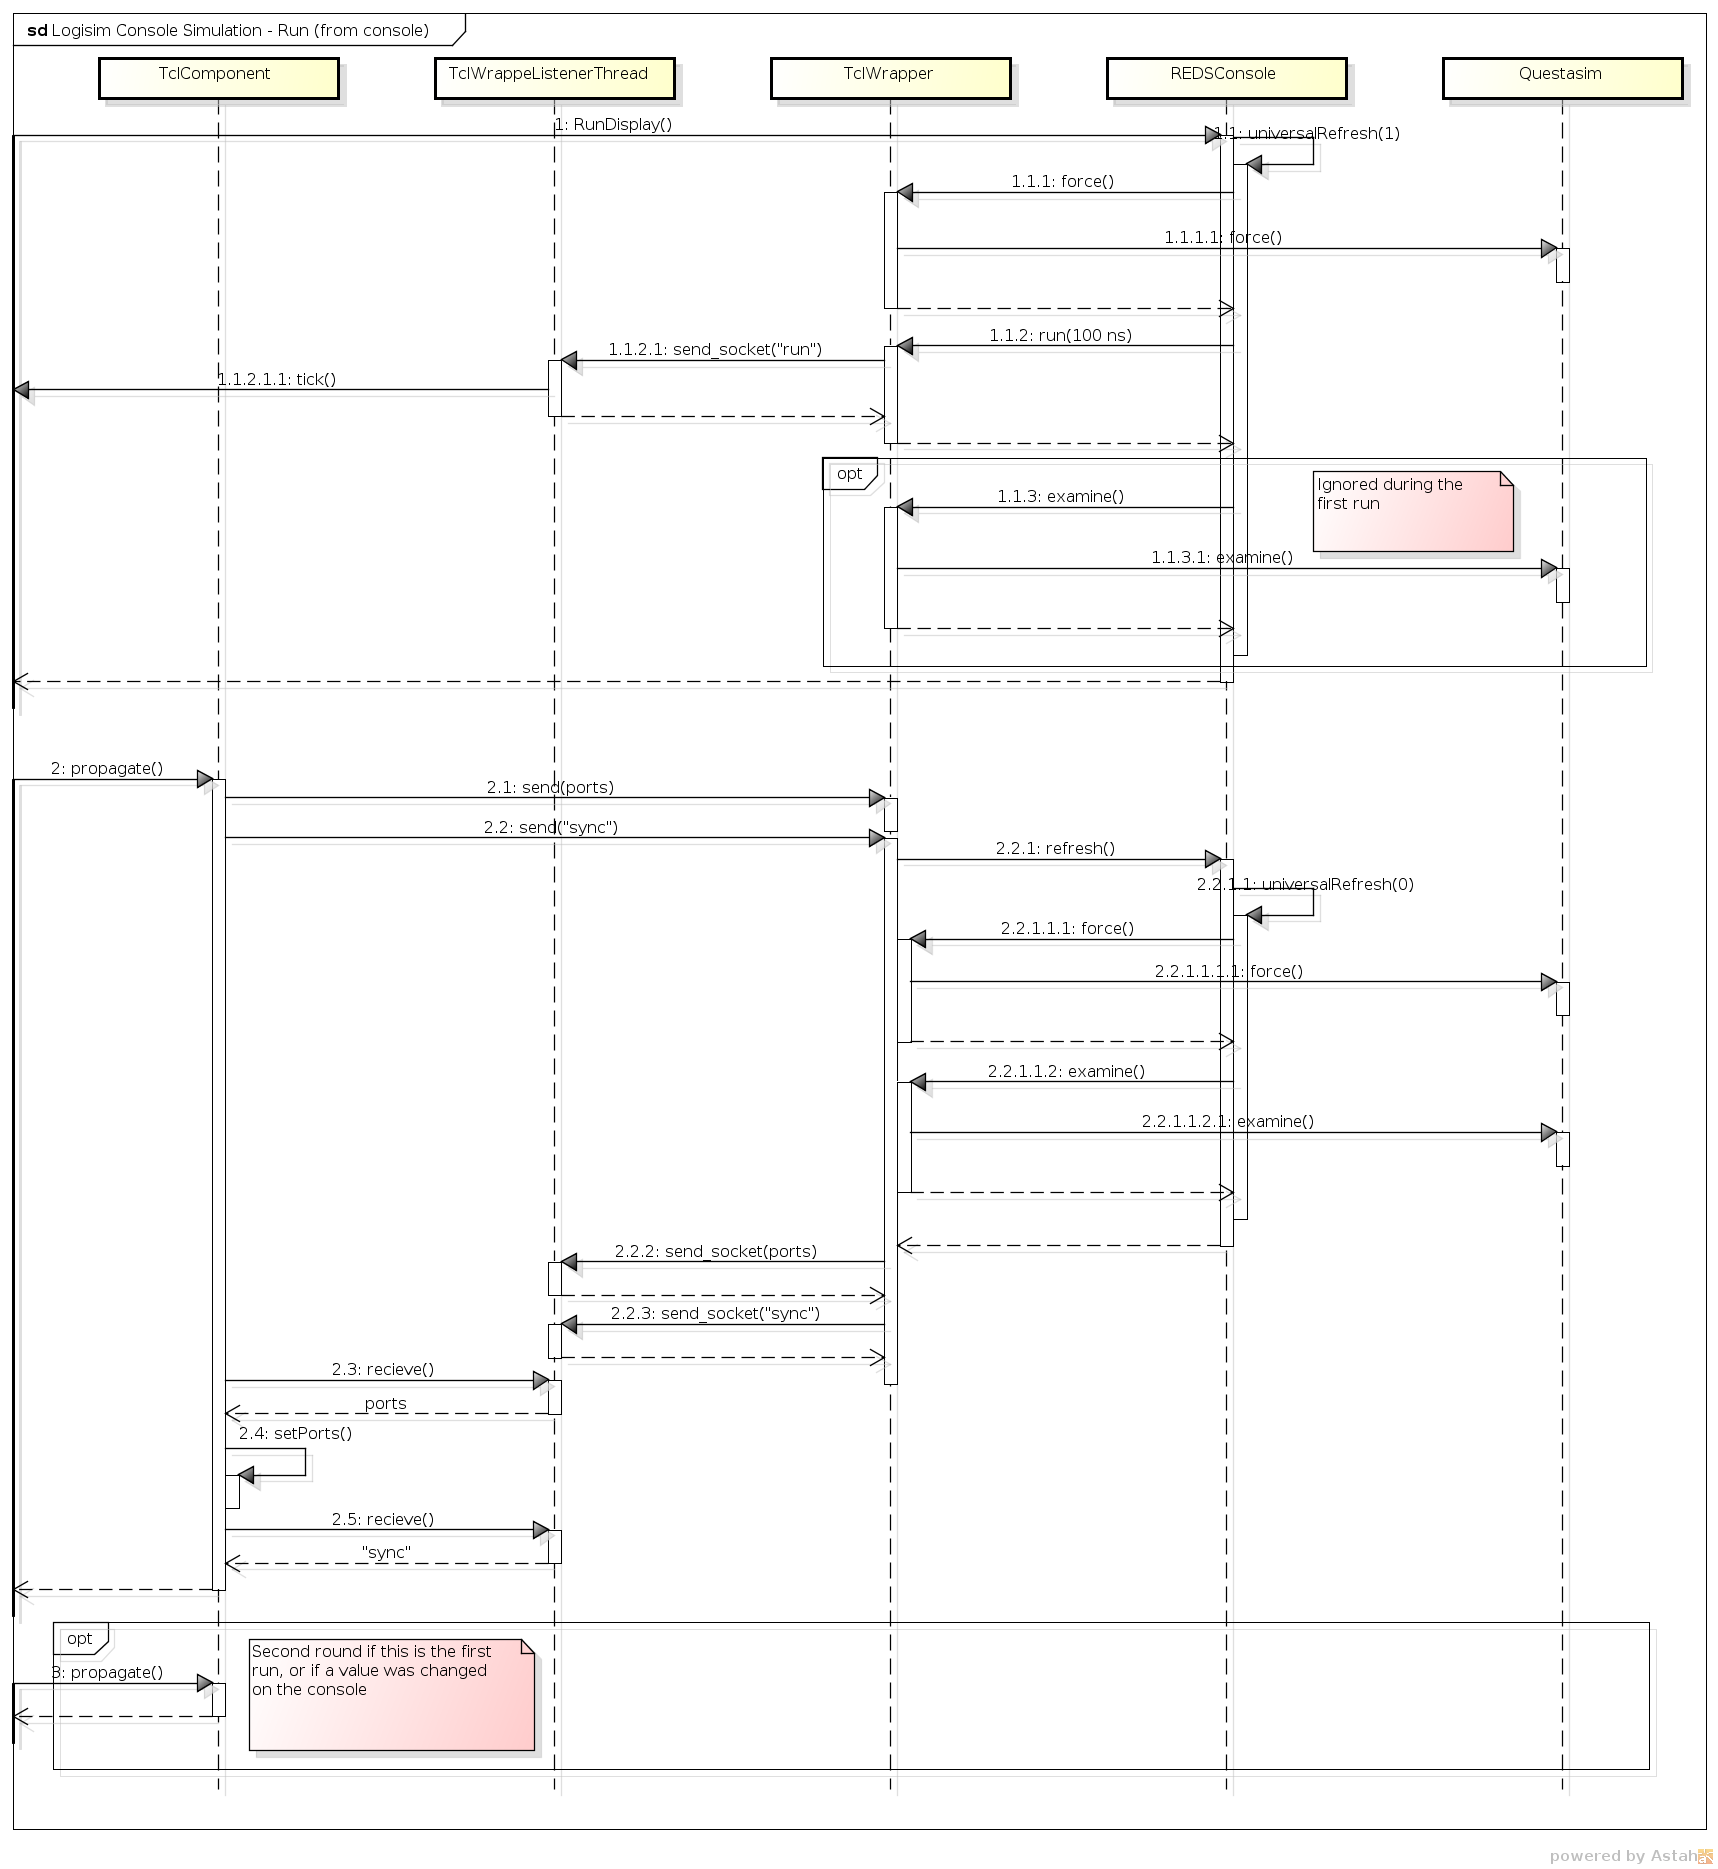 sd Logisim Console Simulation - Run (from console)
TclComponent
TclWrappeListenerThread
TclWrapper
REDSConsole
Questasim
1: RunDisplay()
1.1: universalRefresh(1)
1.1.1: force()
1.1.1.1: force()
1.1.2: run(100 ns)
1.1.2.1: send_socket("run")
1.1.2.1.1: tick()
opt
1.1.3: examine()
Ignored during the
first run
1.1.3.1: examine()
2: propagate()
2.1: send(ports)
2.2: send("sync")
2.2.1: refresh()
2.2.1.1: universalRefresh(0)
2.2.1.1.1: force()
2.2.1.1.1.1: force()
2.2.1.1.2: examine()
2.2.1.1.2.1: examine()
2.2.2: send_socket(ports)
2.2.3: send_socket("sync")
2.3: recieve()
ports
2.4: setPorts()
2.5: recieve()
"sync"
opt
Second round if this is the first
run, or if a value was changed
on the console
3: propagate()
powered by Astah